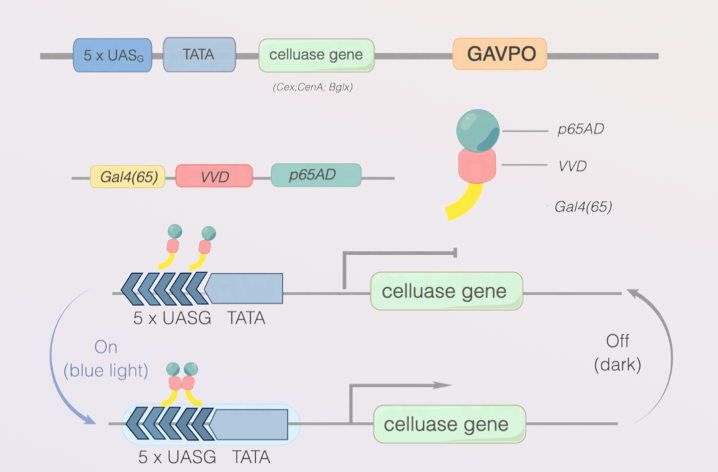 5 x UASG
TATA
celluase gene
GAVPO
(Cex;CenA; Bglx)
p65AD
VVD
Gal4(65)
VVD
p65AD
Gal4(65)
celluase gene
5 x UASG
TATA
On
(blue light)
Off
(dark)
celluase gene
5 x UASG
TATA